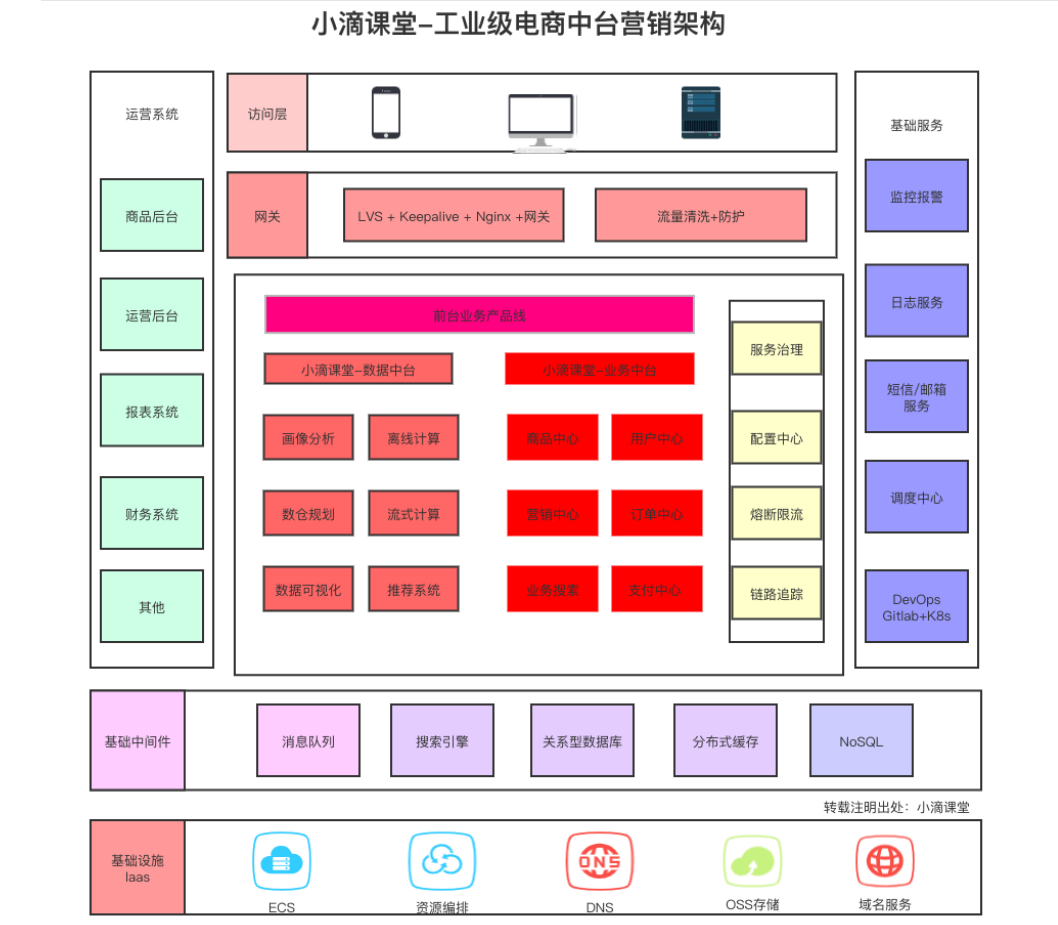 小滴课堂-工业级电商中台营销架构
运营系统
商品后台
运营后台
报表系统
财务系统
其他
访问层
网关
LVS + Keepalive + Nginx +网关
流量清洗+防护
前台业务产品线
小滴课堂-数据中台
小滴课堂-业务中台
画像分析
离线计算
商品中心
用户中心
数仓规划
流式计算
营销中心
订单中心
数据可视化
推荐系统
业务搜索
支付中心
服务治理
配置中心
熔断限流
链路追踪
基础服务
监控报警
日志服务
短信/邮箱
服务
调度中心
DevOps
Gitlab+K8s
基础中间件
消息队列
搜索引擎
关系型数据库
分布式缓存
NoSQL
转载注明出处：小滴课堂
基础设施
Iaas
DNS
ECS
资源编排
DNS
OSS存储
域名服务